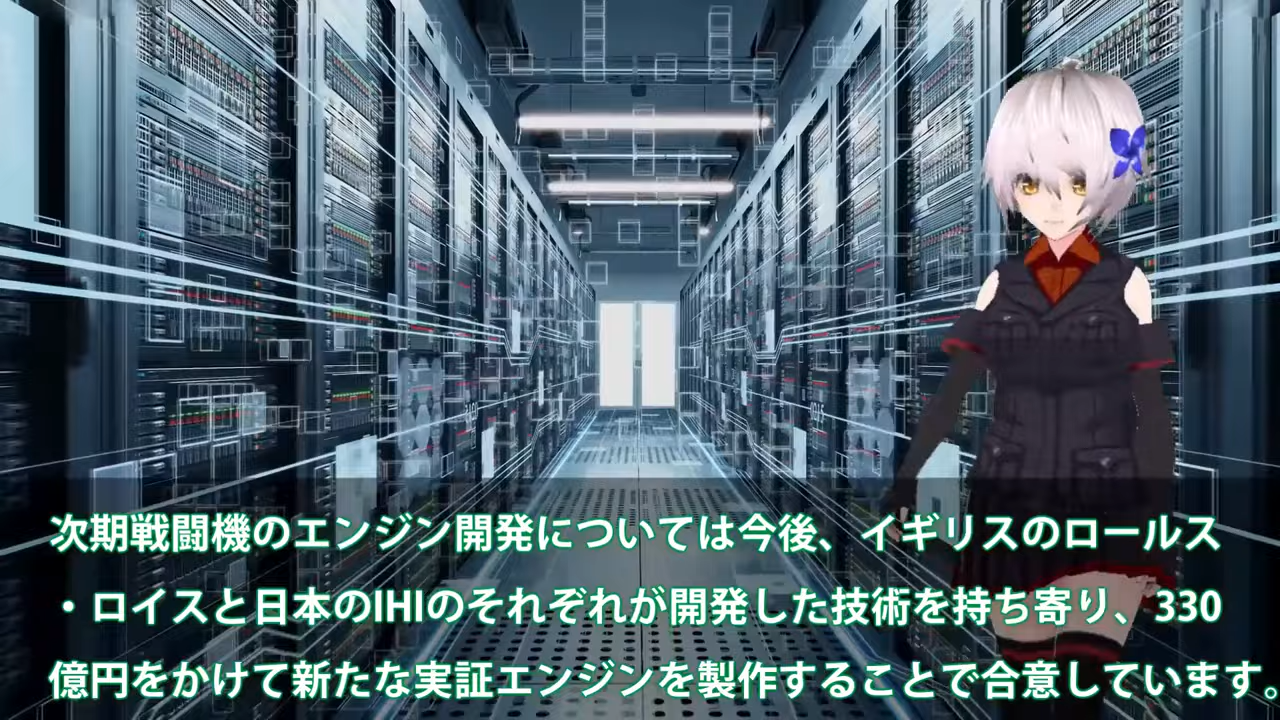 次期戦闘機のエンジン開発については今後、イギリスのロールス
・ロイスと日本のIHIのそれぞれが開発した技術を持ち寄り、330
億円をかけて新たな実証エンジンを製作することで合意しています。